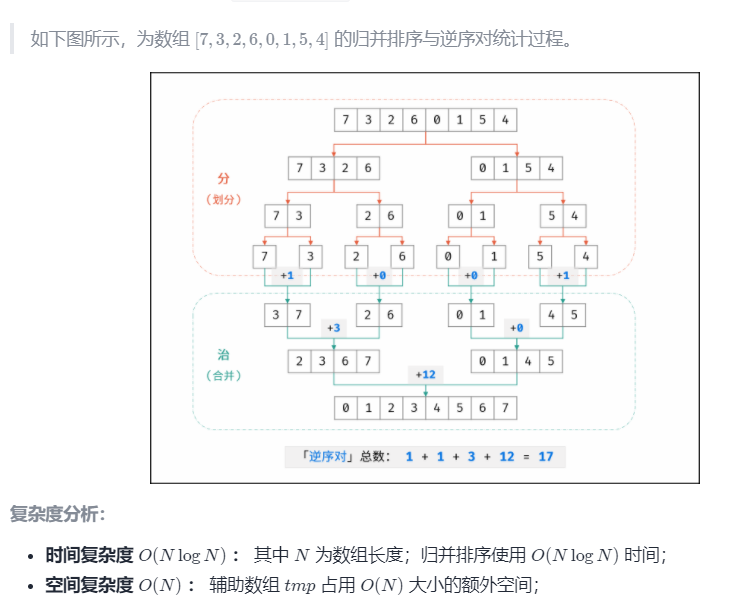 如下图所示，为数组 [7, 3, 2, 6, 0, 1, 5, 4] 的归并排序与逆序对统计过程。
7 3 2 6 0 1 5 4
7 3 2 6 0 1 5 4
分
（划分）
7 3 2 6 0 1 5 4
7 3 2 6 0 1 5 4
+1 +0 +0 +1
3 7 2 6 0 1 4 5
+3 +0
治
（合并）
2 3 6 7 0 1 4 5
+12
0 1 2 3 4 5 6 7
「逆序对」总数： 1 + 1 + 3 + 12 = 17
复杂度分析：
• 时间复杂度 O(N log N) ： 其中 N 为数组长度；归并排序使用 O(N log N) 时间；
• 空间复杂度 O(N) ： 辅助数组 tmp 占用 O(N) 大小的额外空间；